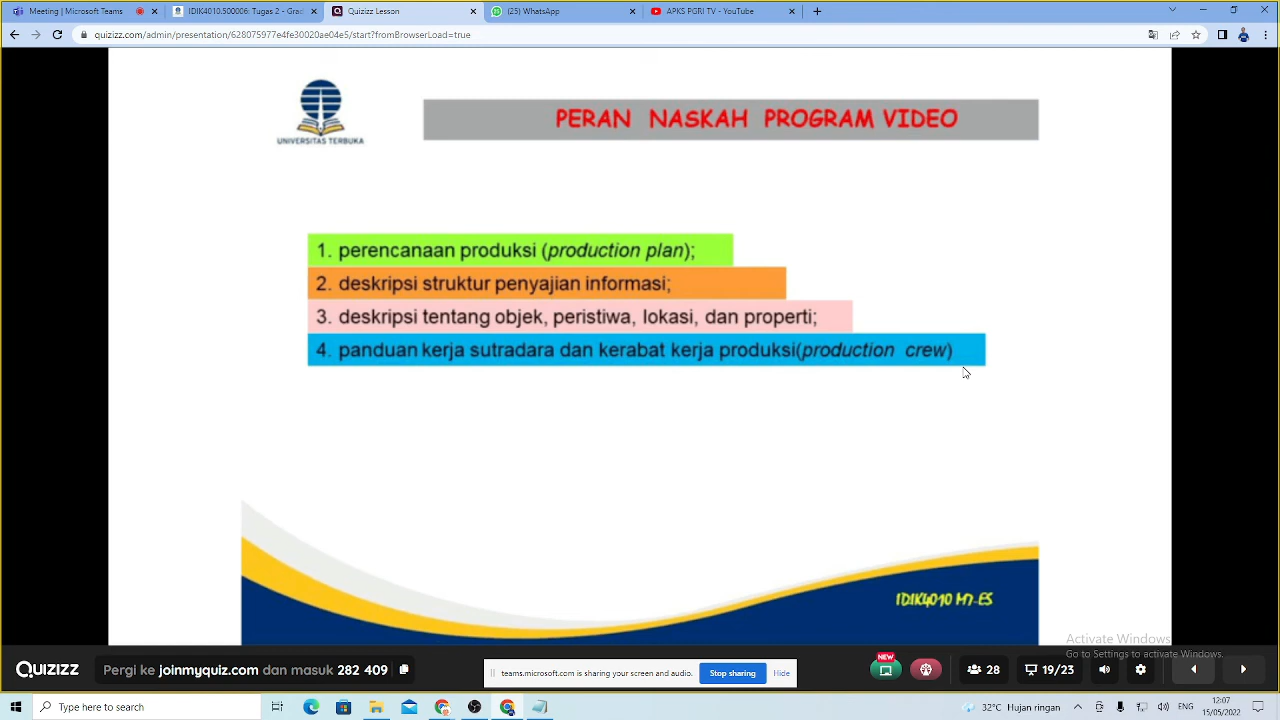 Meeting | Microsoft Teams
IDIK4010.500006: Tugas 2 - Grad
Quizizz Lesson
(25) WhatsApp
APKS PGRI TV - YouTube
quizizz.com/admin/presentation/628075977e4fe30020ae04e5/start?fromBrowserLoad=true
UNIVERSITAS TERBUKA
PERAN NASKAH PROGRAM VIDEO
1. perencanaan produksi (production plan);
2. deskripsi struktur penyajian informasi;
3. deskripsi tentang objek, peristiwa, lokasi, dan properti;
4. panduan kerja sutradara dan kerabat kerja produksi(production crew)
IDIK4010 M7-ES
Activate Windows
Go to Settings to activate Windows.
Quizizz
Pergi ke joinmyquiz.com dan masuk 282 409
teams.microsoft.com is sharing your screen and audio.
Stop sharing
Hide
NEW
28
19/23
Type here to search
32°C Hujan ringan
ENG
12:07
15/05/2022